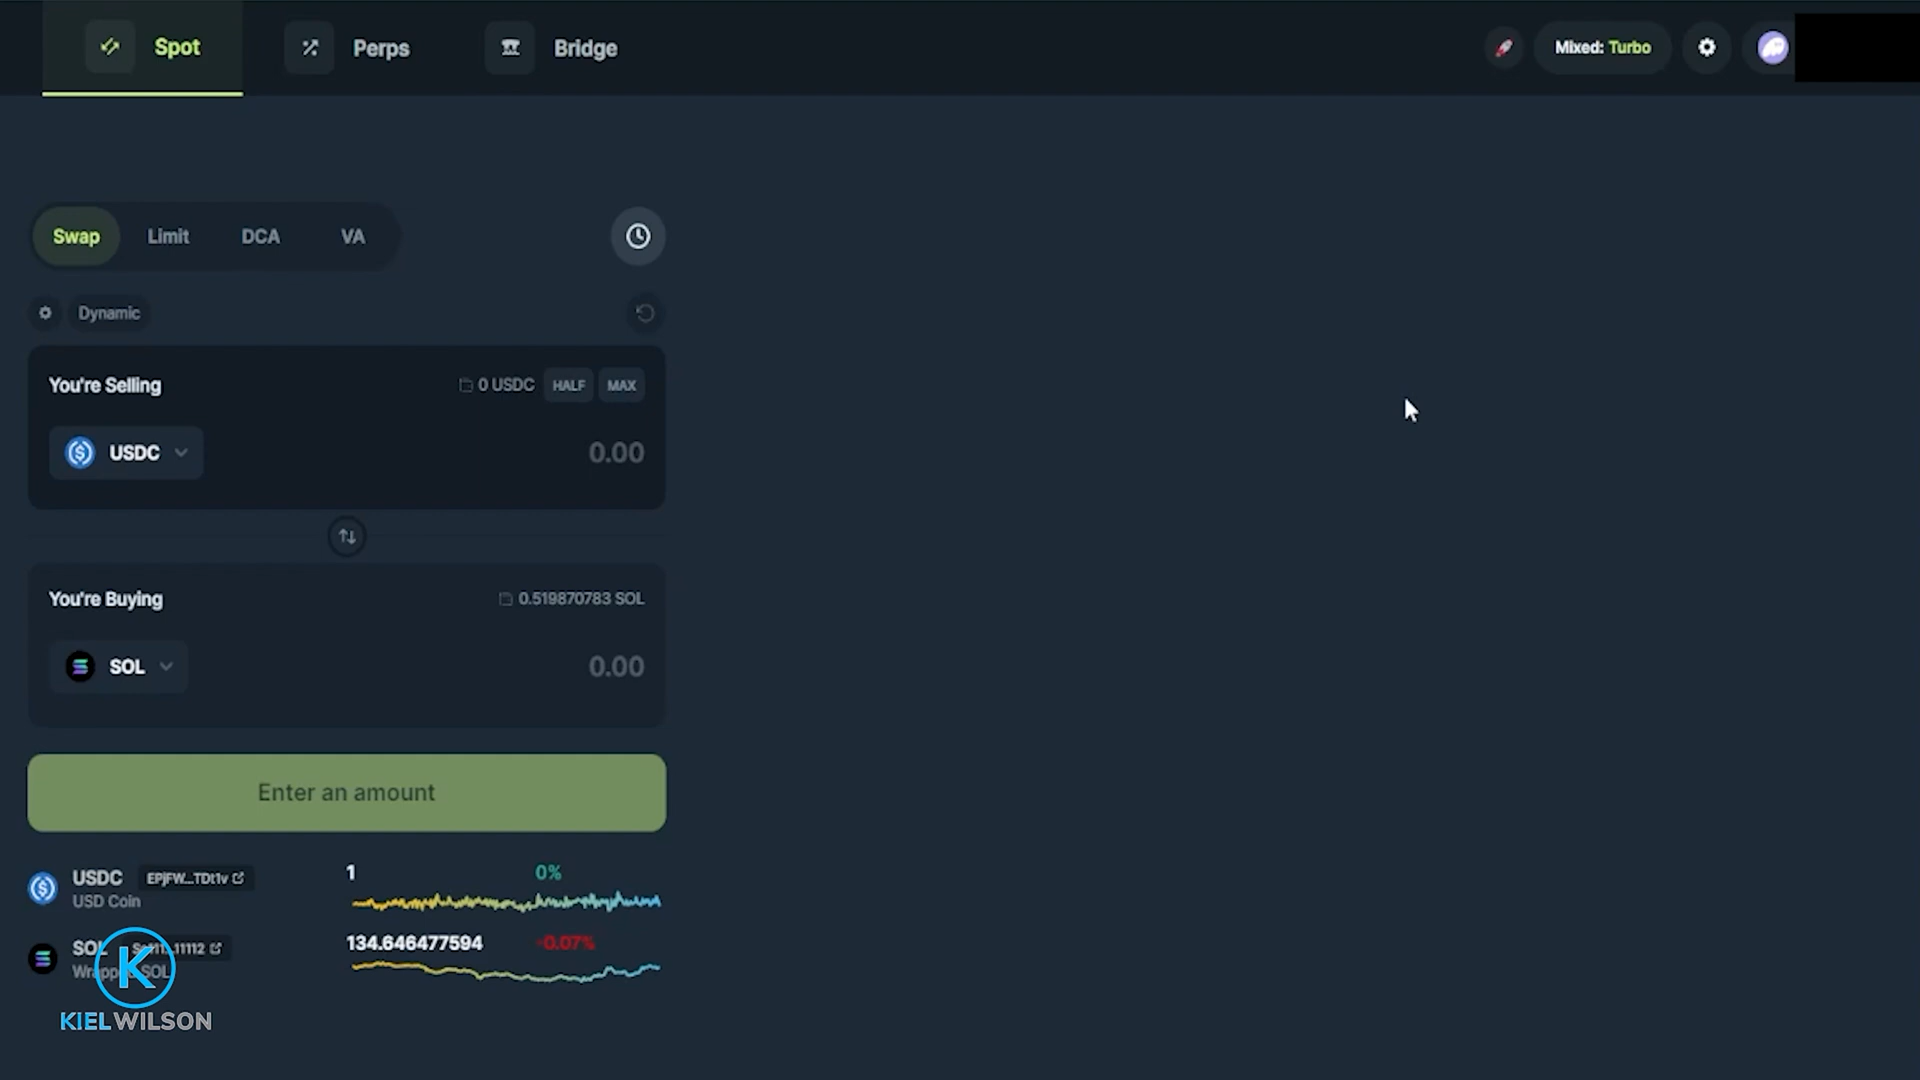 Spot
Perps
Bridge
Mixed: Turbo
Swap
Limit
DCA
VA
Dynamic
You're Selling
0 USDC
HALF
MAX
USDC
0.00
You're Buying
0.519870783 SOL
SOL
0.00
Enter an amount
USDC
EPjFW...TDt1v
1
0%
USD Coin
SOL
134.646477594
-0.07%
KIELWILSON